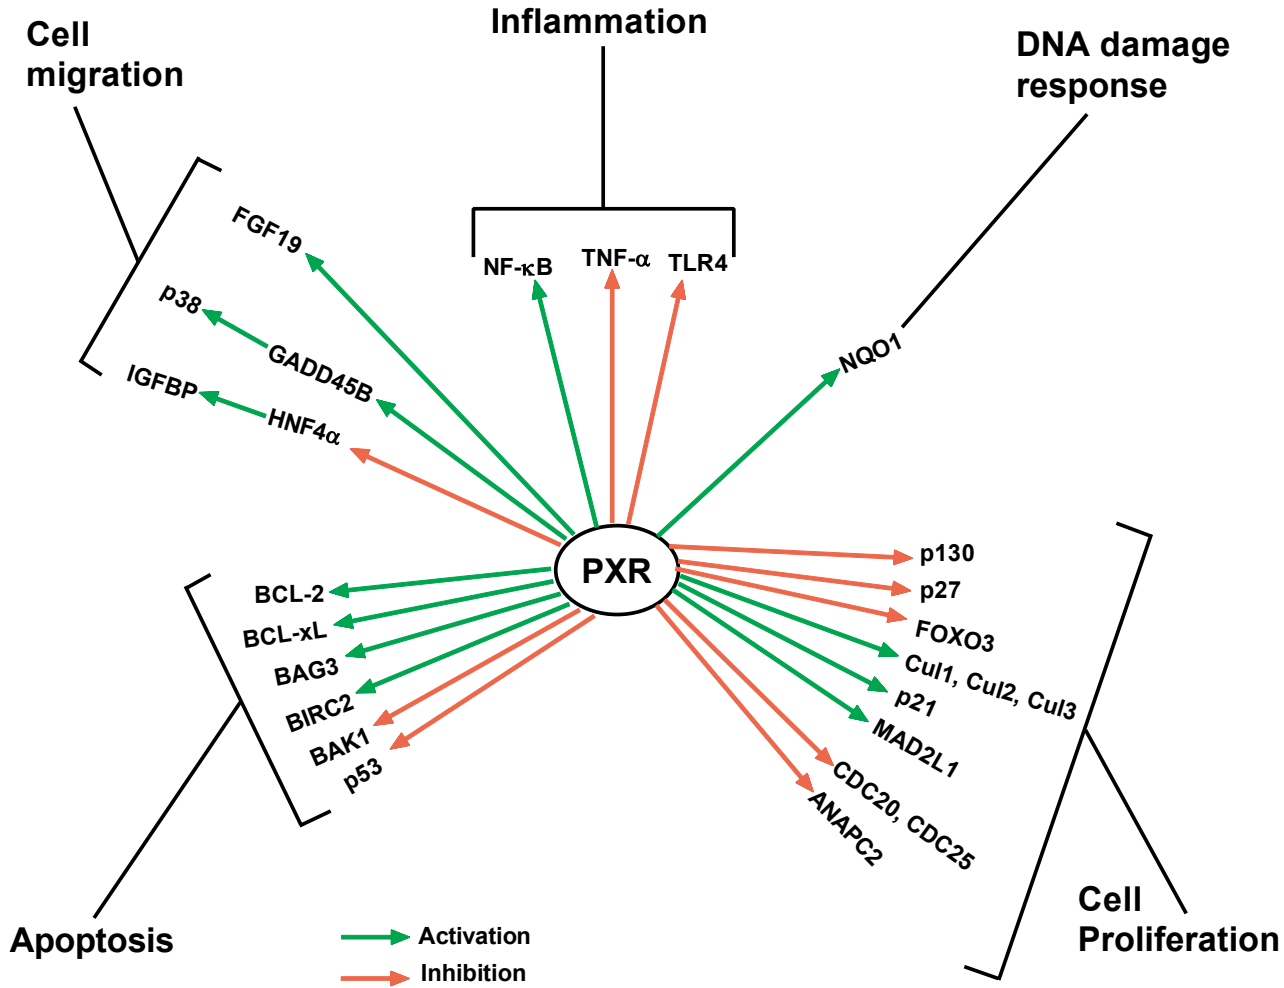 Cell
migration
Inflammation
DNA damage
response
FGF19
p38
GADD45B
IGFBP
HNF4α
NF-κB
TNF-α
TLR4
NQO1
PXR
BCL-2
BCL-xL
BAG3
BIRC2
BAK1
p53
p130
p27
FOXO3
Cul1, Cul2, Cul3
p21
MAD2L1
CDC20, CDC25
ANAPC2
Apoptosis
Cell
Proliferation
Activation
Inhibition